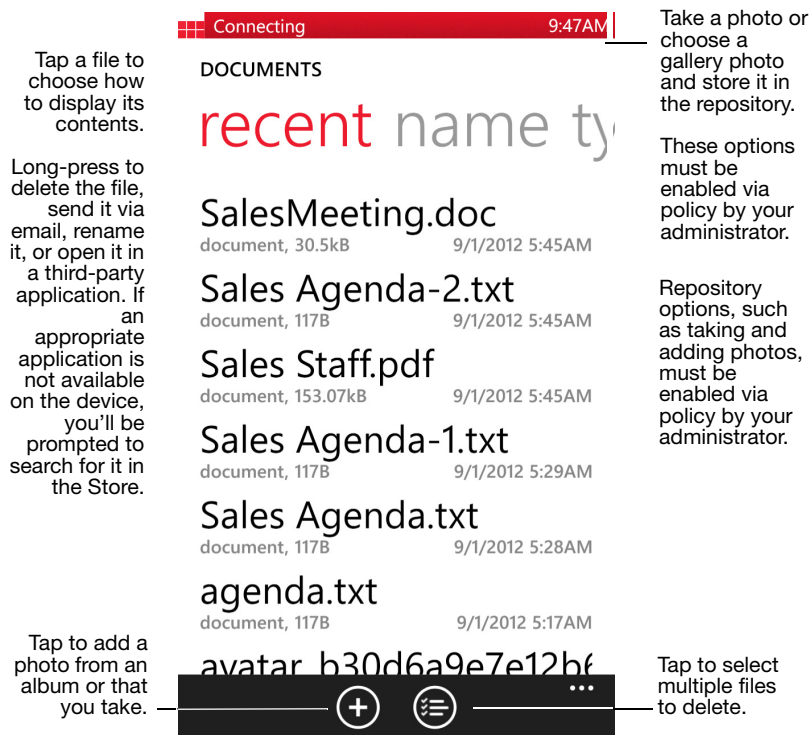 Tap a file to
choose how
to display its
contents.
Long-press to
delete the file,
send it via
email, rename
it, or open it in
a third-party
application. If
an
appropriate
application is
not available
on the device,
you'll be
prompted to
search for it in
the Store.
Tap to add a
photo from an
album or that
you take.
Connecting 9:47AM
DOCUMENTS
recent name ty
SalesMeeting.doc
document, 30.5kB 9/1/2012 5:45AM
Sales Agenda-2.txt
document, 117B 9/1/2012 5:45AM
Sales Staff.pdf
document, 153.07kB 9/1/2012 5:45AM
Sales Agenda-1.txt
document, 117B 9/1/2012 5:29AM
Sales Agenda.txt
document, 117B 9/1/2012 5:28AM
agenda.txt
document, 117B 9/1/2012 5:17AM
avatar_b30d6a9e7e12b6
Take a photo or
choose a
gallery photo
and store it in
the repository.
These options
must be
enabled via
policy by your
administrator.
Repository
options, such
as taking and
adding photos,
must be
enabled via
policy by your
administrator.
Tap to select
multiple files
to delete.